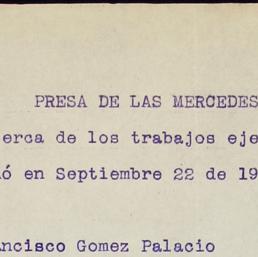 PRESA DE LAS MERCEDES
erca de los trabajos eje
ó en Septiembre 22 de 19
ncisco Gomez Palacio